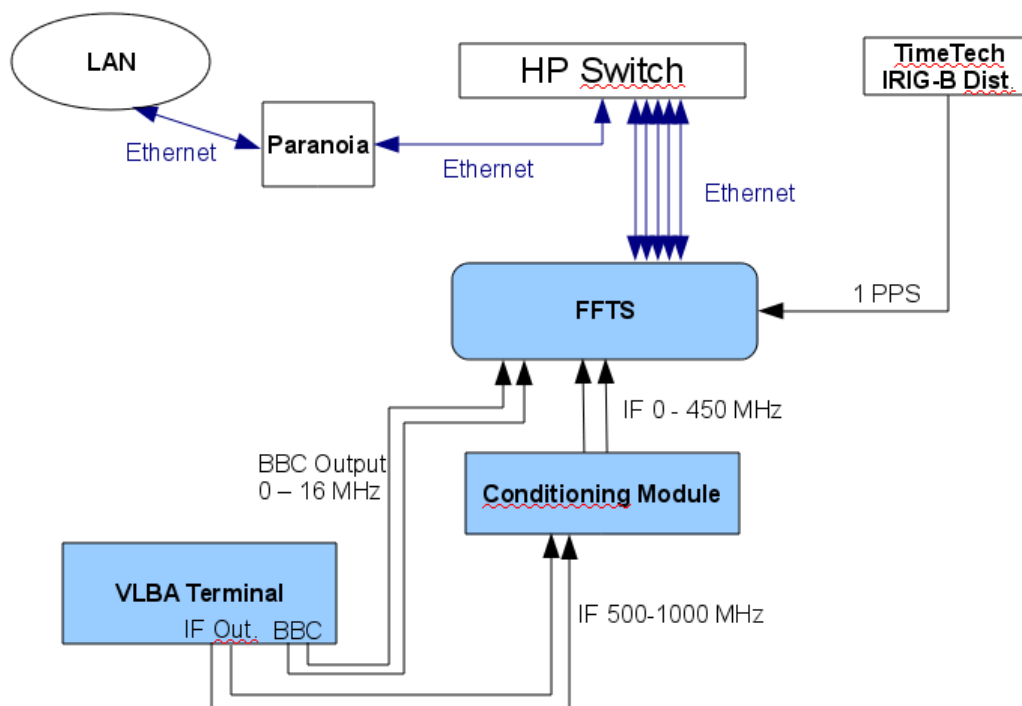 LAN
HP Switch
TimeTech
IRIG-B Dist.
Paranoia
Ethernet
Ethernet
Ethernet
1 PPS
FFTS
IF 0 - 450 MHz
BBC Output
0 – 16 MHz
Conditioning Module
VLBA Terminal
IF Out.
BBC
IF 500-1000 MHz